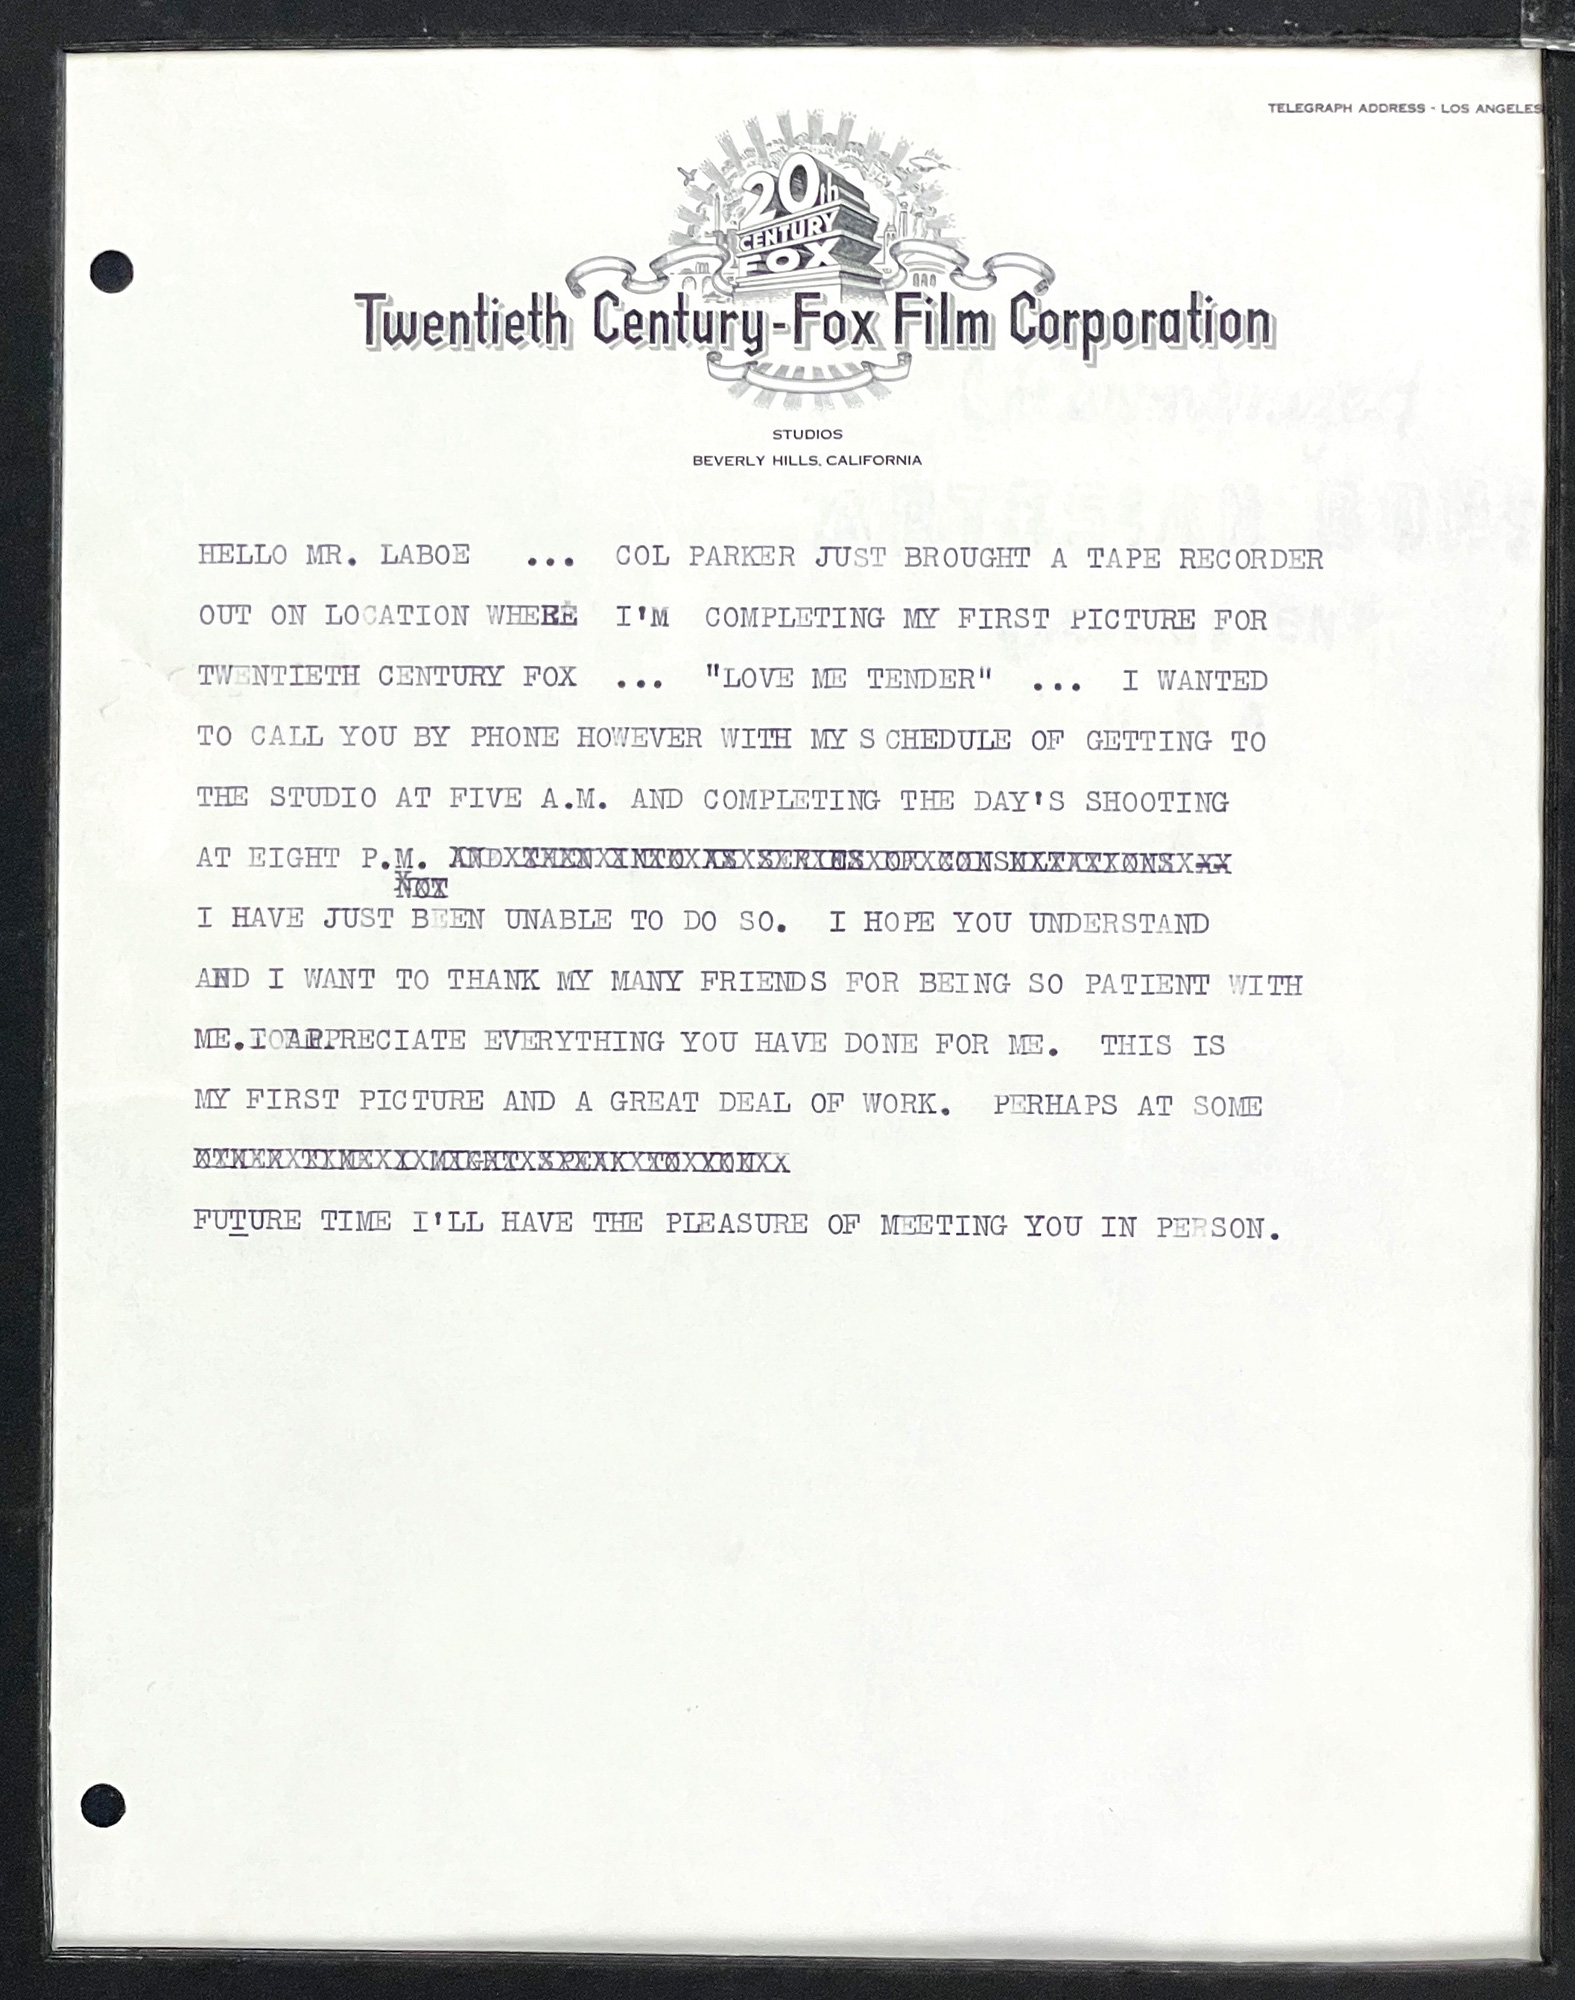 TELEGRAPH ADDRESS - LOS ANGELES
20th
CENTURY
FOX
Twentieth Century-Fox Film Corporation
STUDIOS
BEVERLY HILLS, CALIFORNIA
HELLO MR. LABOE ... COL PARKER JUST BROUGHT A TAPE RECORDER
OUT ON LOCATION WHERE I'M COMPLETING MY FIRST PICTURE FOR
TWENTIETH CENTURY FOX ... "LOVE ME TENDER" ... I WANTED
TO CALL YOU BY PHONE HOWEVER WITH MY S CHEDULE OF GETTING TO
THE STUDIO AT FIVE A.M. AND COMPLETING THE DAY'S SHOOTING
AT EIGHT P.M.
NOT
I HAVE JUST BEEN UNABLE TO DO SO. I HOPE YOU UNDERSTAND
AND I WANT TO THANK MY MANY FRIENDS FOR BEING SO PATIENT WITH
ME. I APPRECIATE EVERYTHING YOU HAVE DONE FOR ME. THIS IS
MY FIRST PICTURE AND A GREAT DEAL OF WORK. PERHAPS AT SOME
FUTURE TIME I'LL HAVE THE PLEASURE OF MEETING YOU IN PERSON.